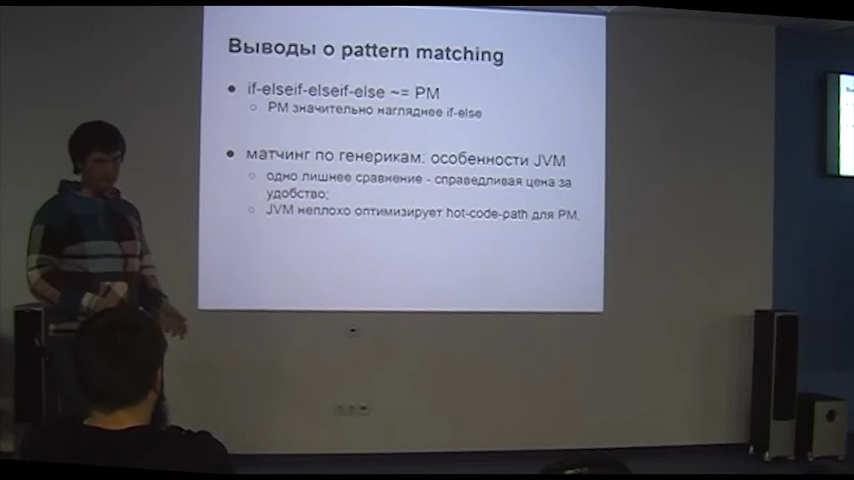 Выводы о pattern matching
if-elseif-elseif-else ~= PM
PM значительно нагляднее if-else
матчинг по генерикам: особенности JVM
одно лишнее сравнение - справедливая цена за
удобство;
JVM неплохо оптимизирует hot-code-path для PM.